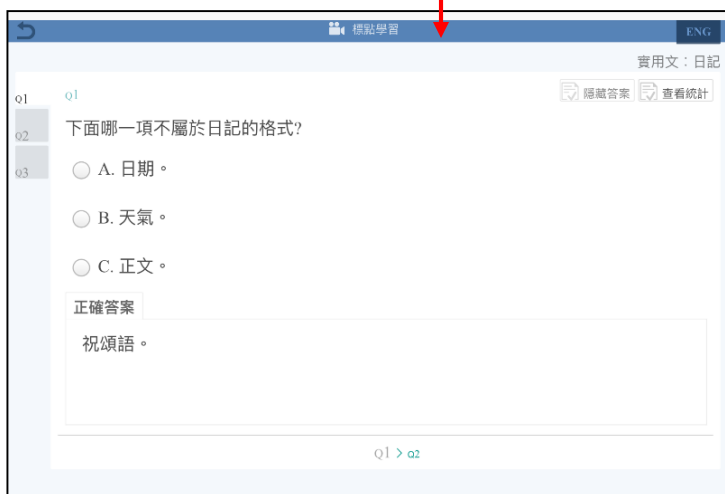 標點學習
ENG
實用文：日記
Q1
Q2
Q3
Q1
隱藏答案
查看統計
下面哪一項不屬於日記的格式?
A. 日期。
B. 天氣。
C. 正文。
正確答案
祝頌語。
Q1 > Q2